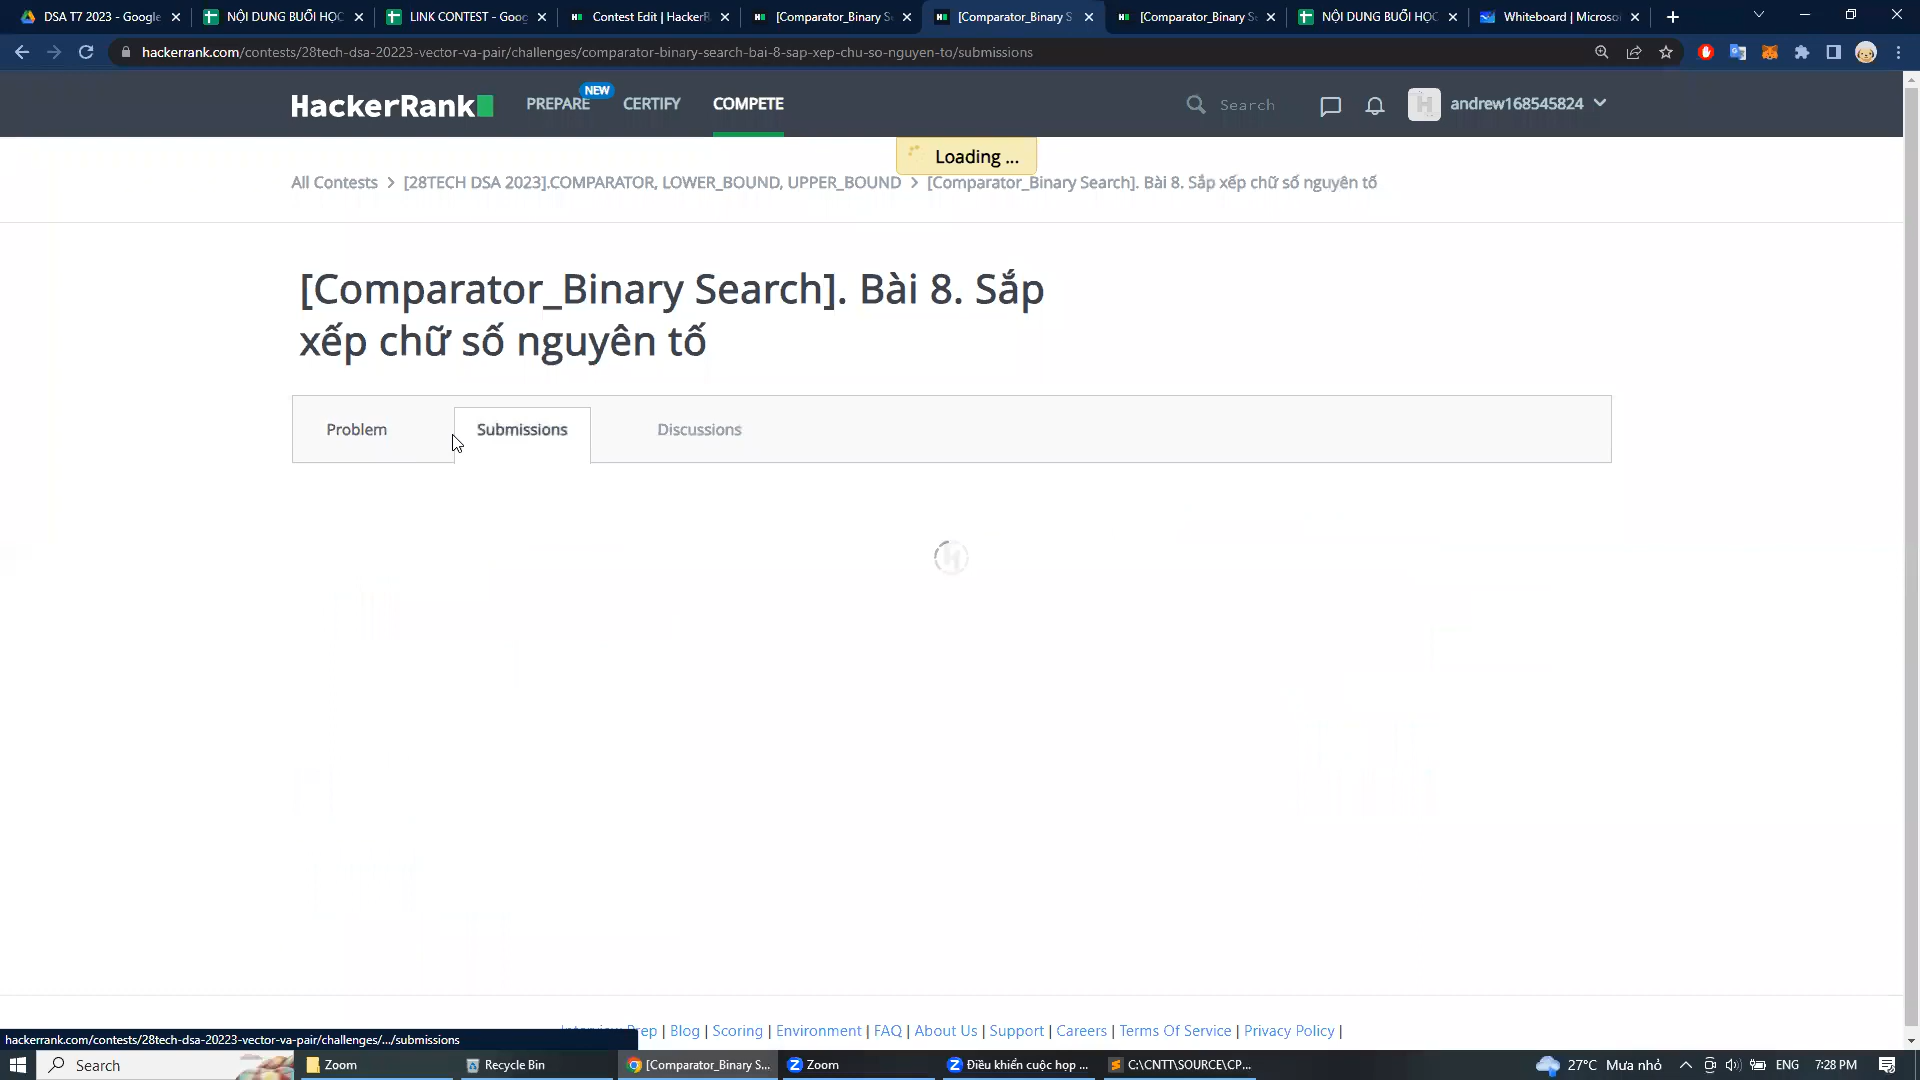 DSA T7 2023 - Google
NỘI DUNG BUỔI HỌC
LINK CONTEST - Goog
Contest Edit | HackerR
[Comparator_Binary Se
[Comparator_Binary S
[Comparator_Binary Se
NỘI DUNG BUỔI HỌC
Whiteboard | Microso
hackerrank.com/contests/28tech-dsa-20223-vector-va-pair/challenges/comparator-binary-search-bai-8-sap-xep-chu-so-nguyen-to/submissions
HackerRank
PREPARE
NEW
CERTIFY
COMPETE
Search
andrew168545824
Loading ...
All Contests > [28TECH DSA 2023].COMPARATOR, LOWER_BOUND, UPPER_BOUND > [Comparator_Binary Search]. Bài 8. Sắp xếp chữ số nguyên tố
[Comparator_Binary Search]. Bài 8. Sắp
xếp chữ số nguyên tố
Problem
Submissions
Discussions
Interview Prep | Blog | Scoring | Environment | FAQ | About Us | Support | Careers | Terms Of Service | Privacy Policy |
hackerrank.com/contests/28tech-dsa-20223-vector-va-pair/challenges/.../submissions
Search
Zoom
Recycle Bin
[Comparator_Binary S...
Zoom
Điều khiển cuộc họp ...
C:\CNTT\SOURCE\CP...
27°C Mưa nhỏ
ENG
7:28 PM